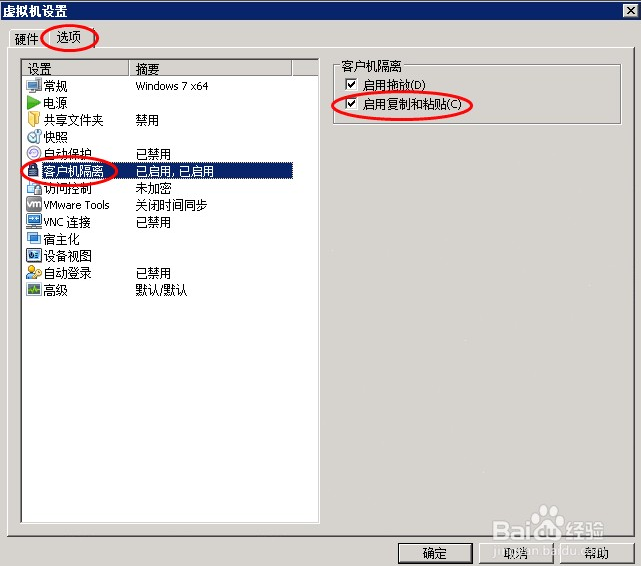 虚拟机设置
硬件 选项
设置 摘要
常规 Windows 7 x64
电源
共享文件夹 禁用
快照
自动保护 已禁用
客户机隔离 已启用, 已启用
访问控制 未加密
VMware Tools 关闭时间同步
VNC 连接 已禁用
宿主化
设备视图
自动登录 已禁用
高级 默认/默认
客户机隔离
启用拖放(D)
启用复制和粘贴(C)
确定 取消 帮助
Baidu 经验
jingyan.baidu.com